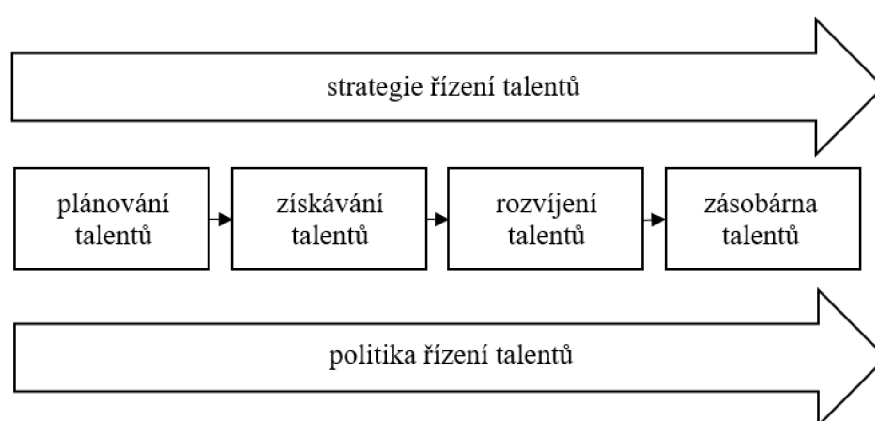 strategie řízení talentů
plánování
talentů
získávání
talentů
rozvíjení
talentů
zásobárna
talentů
politika řízení talentů